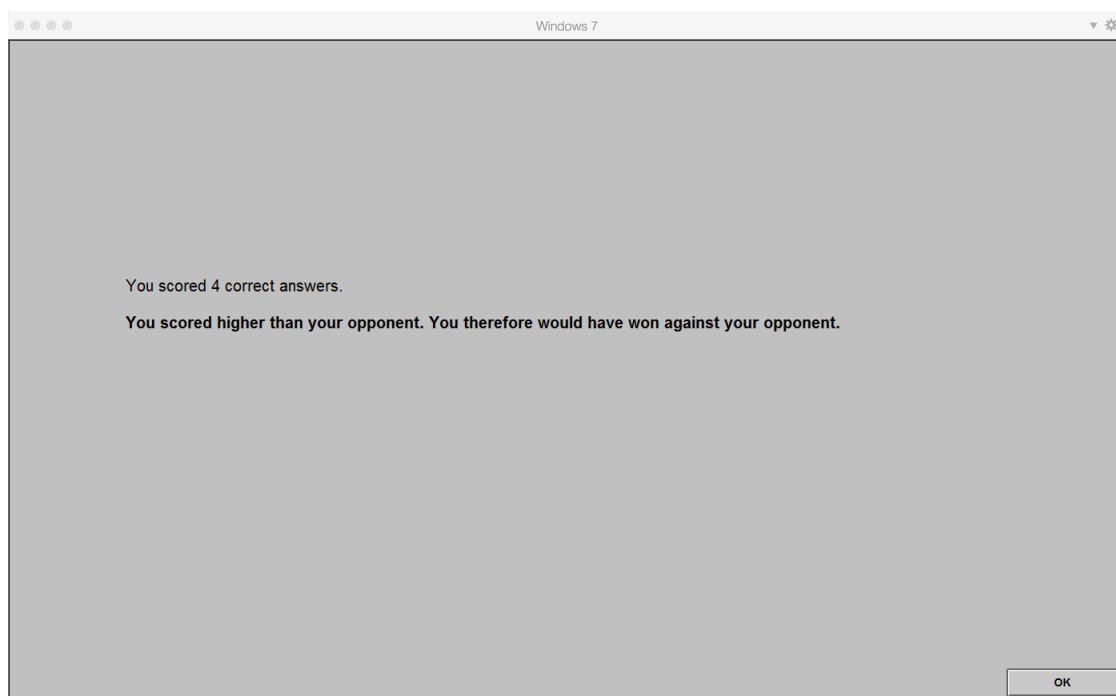 Windows 7
You scored 4 correct answers.
You scored higher than your opponent. You therefore would have won against your opponent.
OK